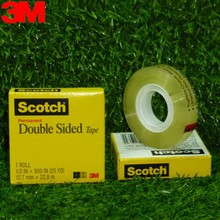 3M
Scotch
Permanent
Double Sided Tape
1 ROLL
1/2 IN × 900 IN (25 YD)
12,7 mm × 22,8 m
3M
Scotch